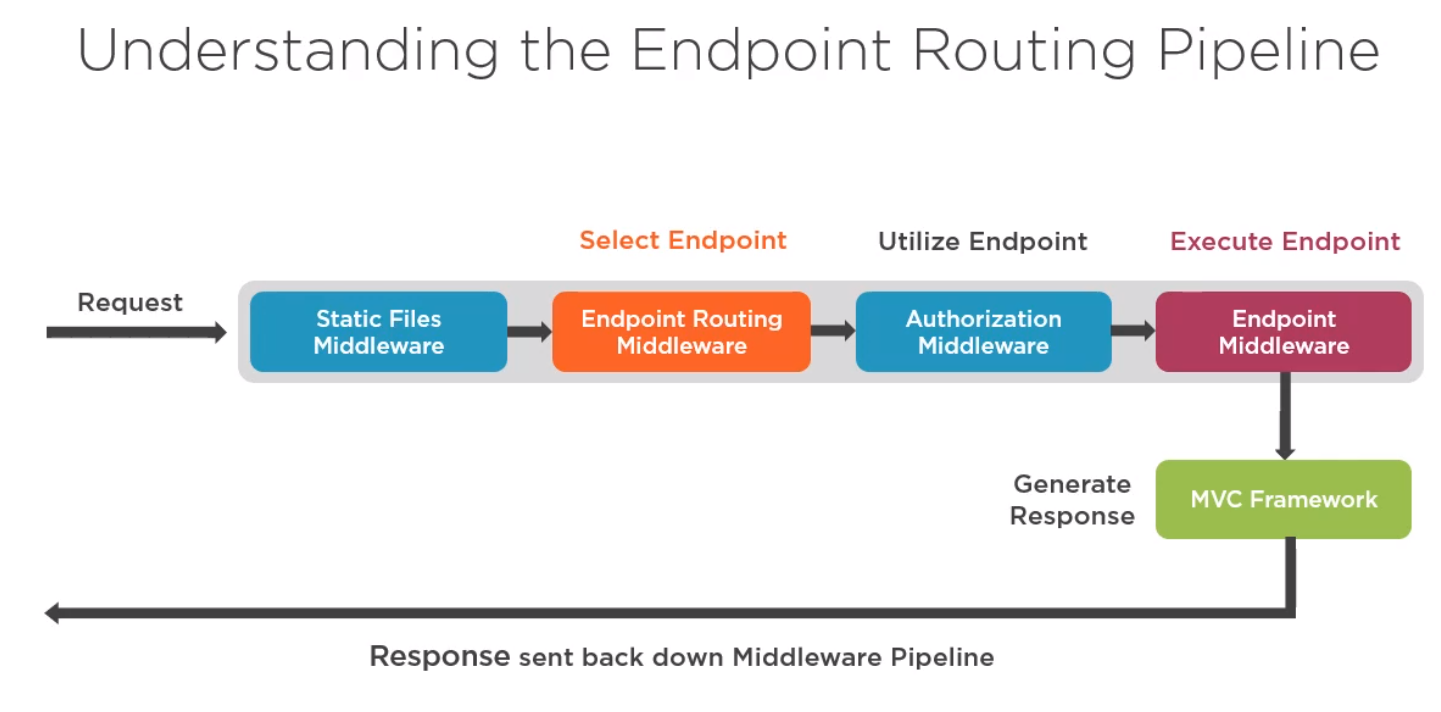 Understanding the Endpoint Routing Pipeline
Select Endpoint
Utilize Endpoint
Execute Endpoint
Request
Static Files
Middleware
Endpoint Routing
Middleware
Authorization
Middleware
Endpoint
Middleware
Generate
Response
MVC Framework
Response sent back down Middleware Pipeline